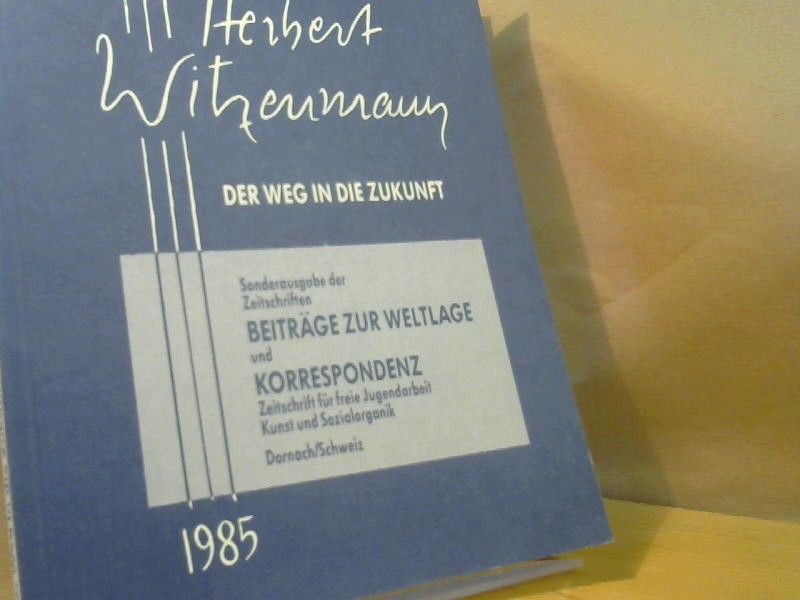 Herbert
Witzenmann
DER WEG IN DIE ZUKUNFT
Sonderausgabe der
Zeitschriften
BEITRÄGE ZUR WELTLAGE
und
KORRESPONDENZ
Zeitschrift für freie Jugendarbeit
Kunst und Sozialorganik
Dornach/Schweiz
1985